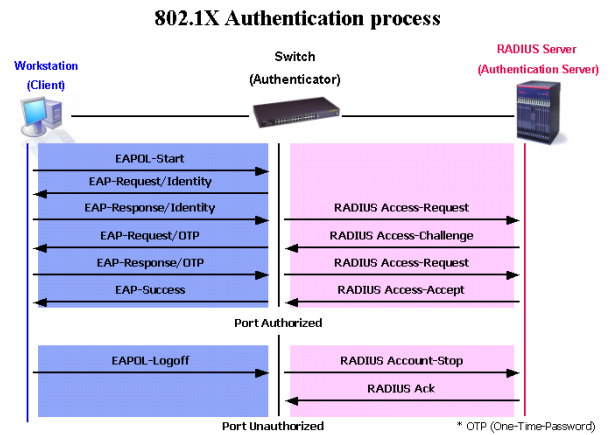 802.1X Authentication process
Switch
(Authenticator)
RADIUS Server
(Authentication Server)
Workstation
(Client)
EAPOL-Start
EAP-Request/Identity
EAP-Response/Identity
RADIUS Access-Request
EAP-Request/OTP
RADIUS Access-Challenge
EAP-Response/OTP
RADIUS Access-Request
EAP-Success
RADIUS Access-Accept
Port Authorized
EAPOL-Logoff
RADIUS Account-Stop
RADIUS Ack
Port Unauthorized
* OTP (One-Time-Password)